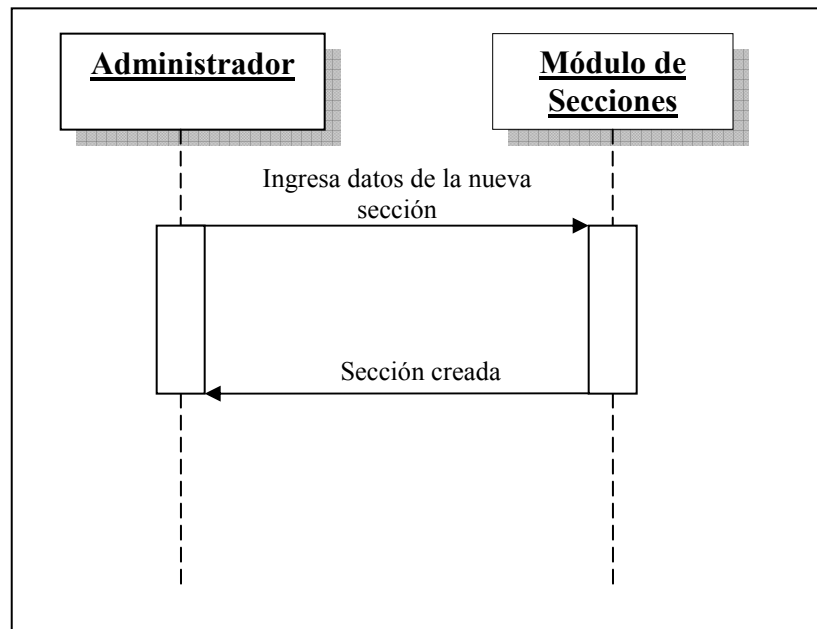 Administrador
Módulo de
Secciones
Ingresa datos de la nueva
sección
Sección creada